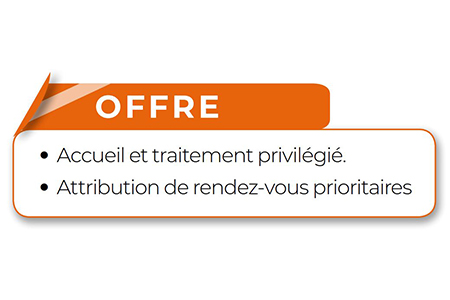 OFFRE
• Accueil et traitement privilégié.
• Attribution de rendez-vous prioritaires